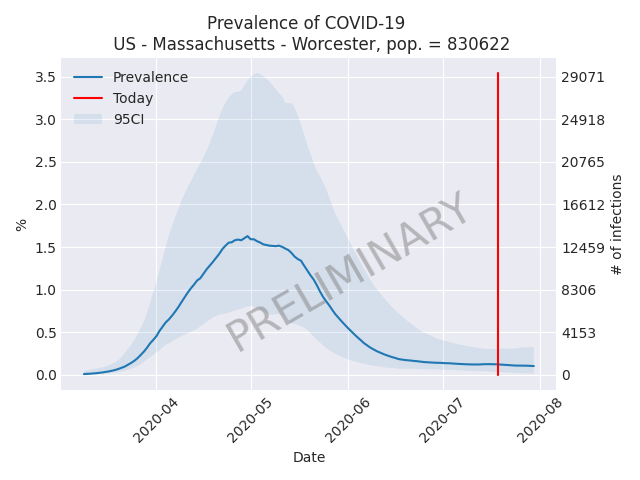 Prevalence of COVID-19
US - Massachusetts - Worcester, pop. = 830622
Prevalence
Today
95CI
3.5
3.0
2.5
2.0
1.5
1.0
0.5
0.0
%
29071
24918
20765
16612
12459
8306
4153
0
# of infections
PRELIMINARY
2020-04
2020-05
2020-06
2020-07
2020-08
Date